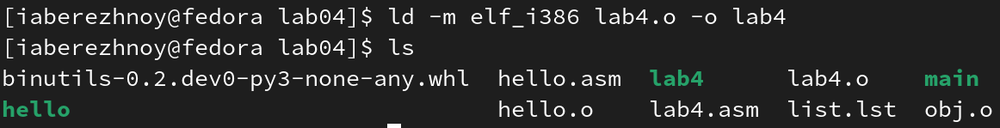 [iaberezhnoy@fedora lab04]$ ld -m elf_i386 lab4.o -o lab4
[iaberezhnoy@fedora lab04]$ ls
binutils-0.2.dev0-py3-none-any.whl  hello.asm  lab4      lab4.o    main
hello                               hello.o    lab4.asm  list.lst  obj.o